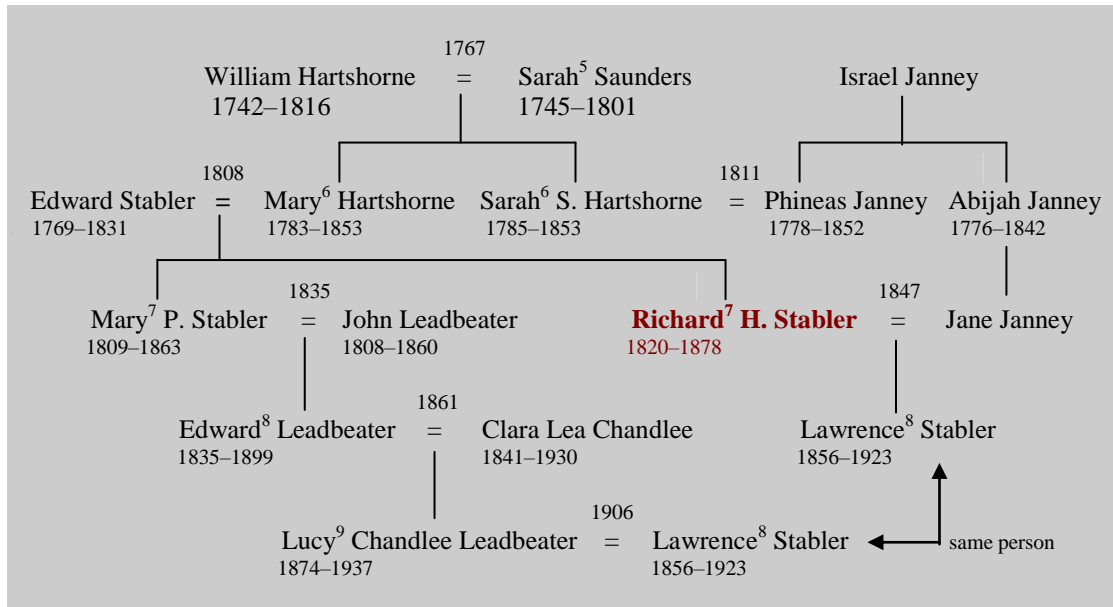 1767
William Hartshorne = Sarah⁵ Saunders Israel Janney
1742–1816 1745–1801
1808 1811
Edward Stabler = Mary⁶ Hartshorne Sarah⁶ S. Hartshorne = Phineas Janney Abijah Janney
1769–1831 1783–1853 1785–1853 1778–1852 1776–1842
1835 1847
Mary⁷ P. Stabler = John Leadbeater Richard⁷ H. Stabler = Jane Janney
1809–1863 1808–1860 1820–1878
1861
Edward⁸ Leadbeater = Clara Lea Chandlee Lawrence⁸ Stabler
1835–1899 1841–1930 1856–1923
1906
Lucy⁹ Chandlee Leadbeater = Lawrence⁸ Stabler same person
1874–1937 1856–1923